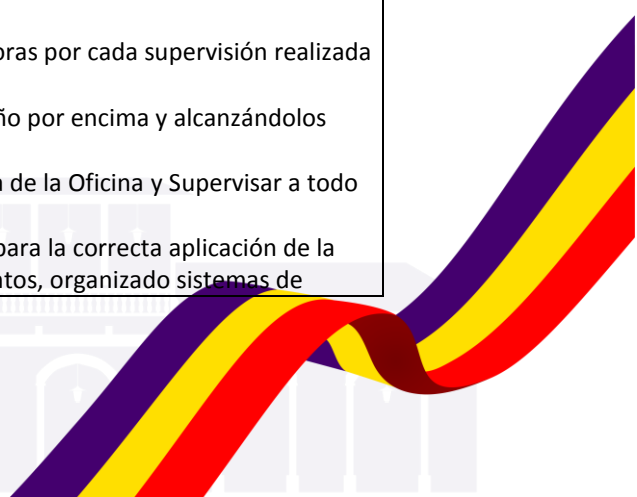 oras por cada supervisión realizada
ño por encima y alcanzándolos
de la Oficina y Supervisar a todo
para la correcta aplicación de la
tos, organizado sistemas de